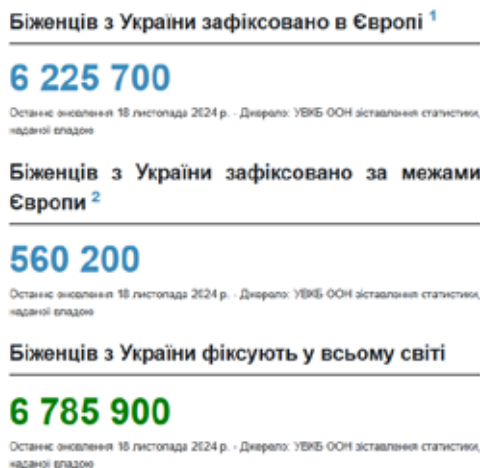 Біженців з України зафіксовано в Європі 1
6 225 700
Останнє оновлення 18 листопада 2024 р. - Джерело: УВКБ ООН зіставлення статистики,
наданої владою
Біженців з України зафіксовано за межами
Європи 2
560 200
Останнє оновлення 18 листопада 2024 р. - Джерело: УВКБ ООН зіставлення статистики,
наданої владою
Біженців з України фіксують у всьому світі
6 785 900
Останнє оновлення 18 листопада 2024 р. - Джерело: УВКБ ООН зіставлення статистики,
наданої владою